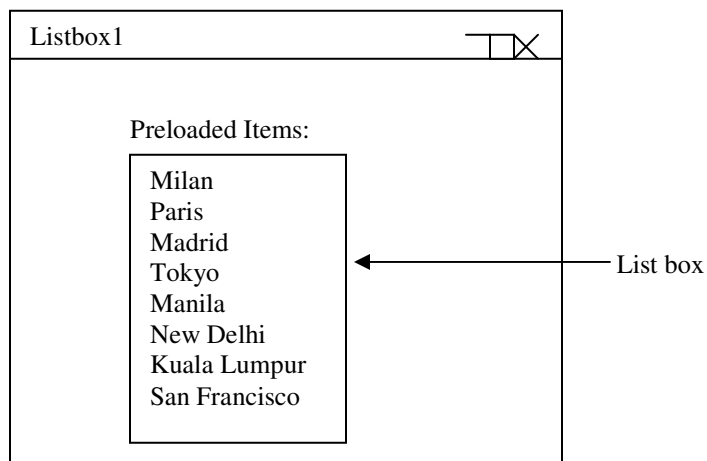 Listbox1
Preloaded Items:
Milan
Paris
Madrid
Tokyo
List box
Manila
New Delhi
Kuala Lumpur
San Francisco